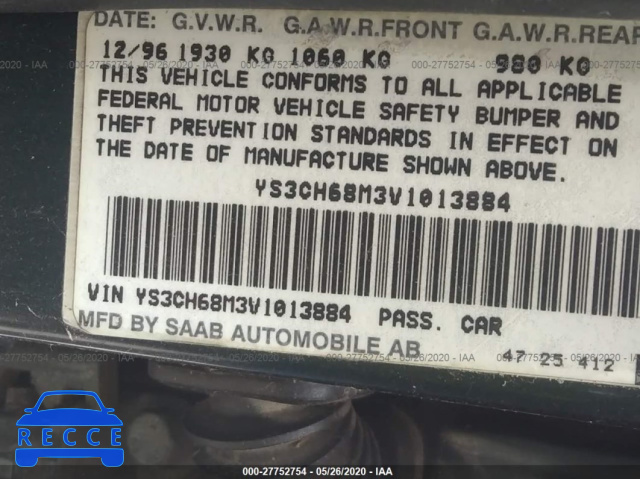 DATE: G.V.W.R. G.A.W.R.FRONT G.A.W.R.REAR
12/96 1930 KG 1060 KG 980 KG
THIS VEHICLE CONFORMS TO ALL APPLICABLE
FEDERAL MOTOR VEHICLE SAFETY BUMPER AND
THEFT PREVENTION STANDARDS IN EFFECT ON
THE DATE OF MANUFACTURE SHOWN ABOVE.
YS3CH68M3V1013884
VIN YS3CH68M3V1013884 PASS. CAR
MFD BY SAAB AUTOMOBILE AB
47 25 412
000-27752754 - 05/26/2020 - IAA
RECCE